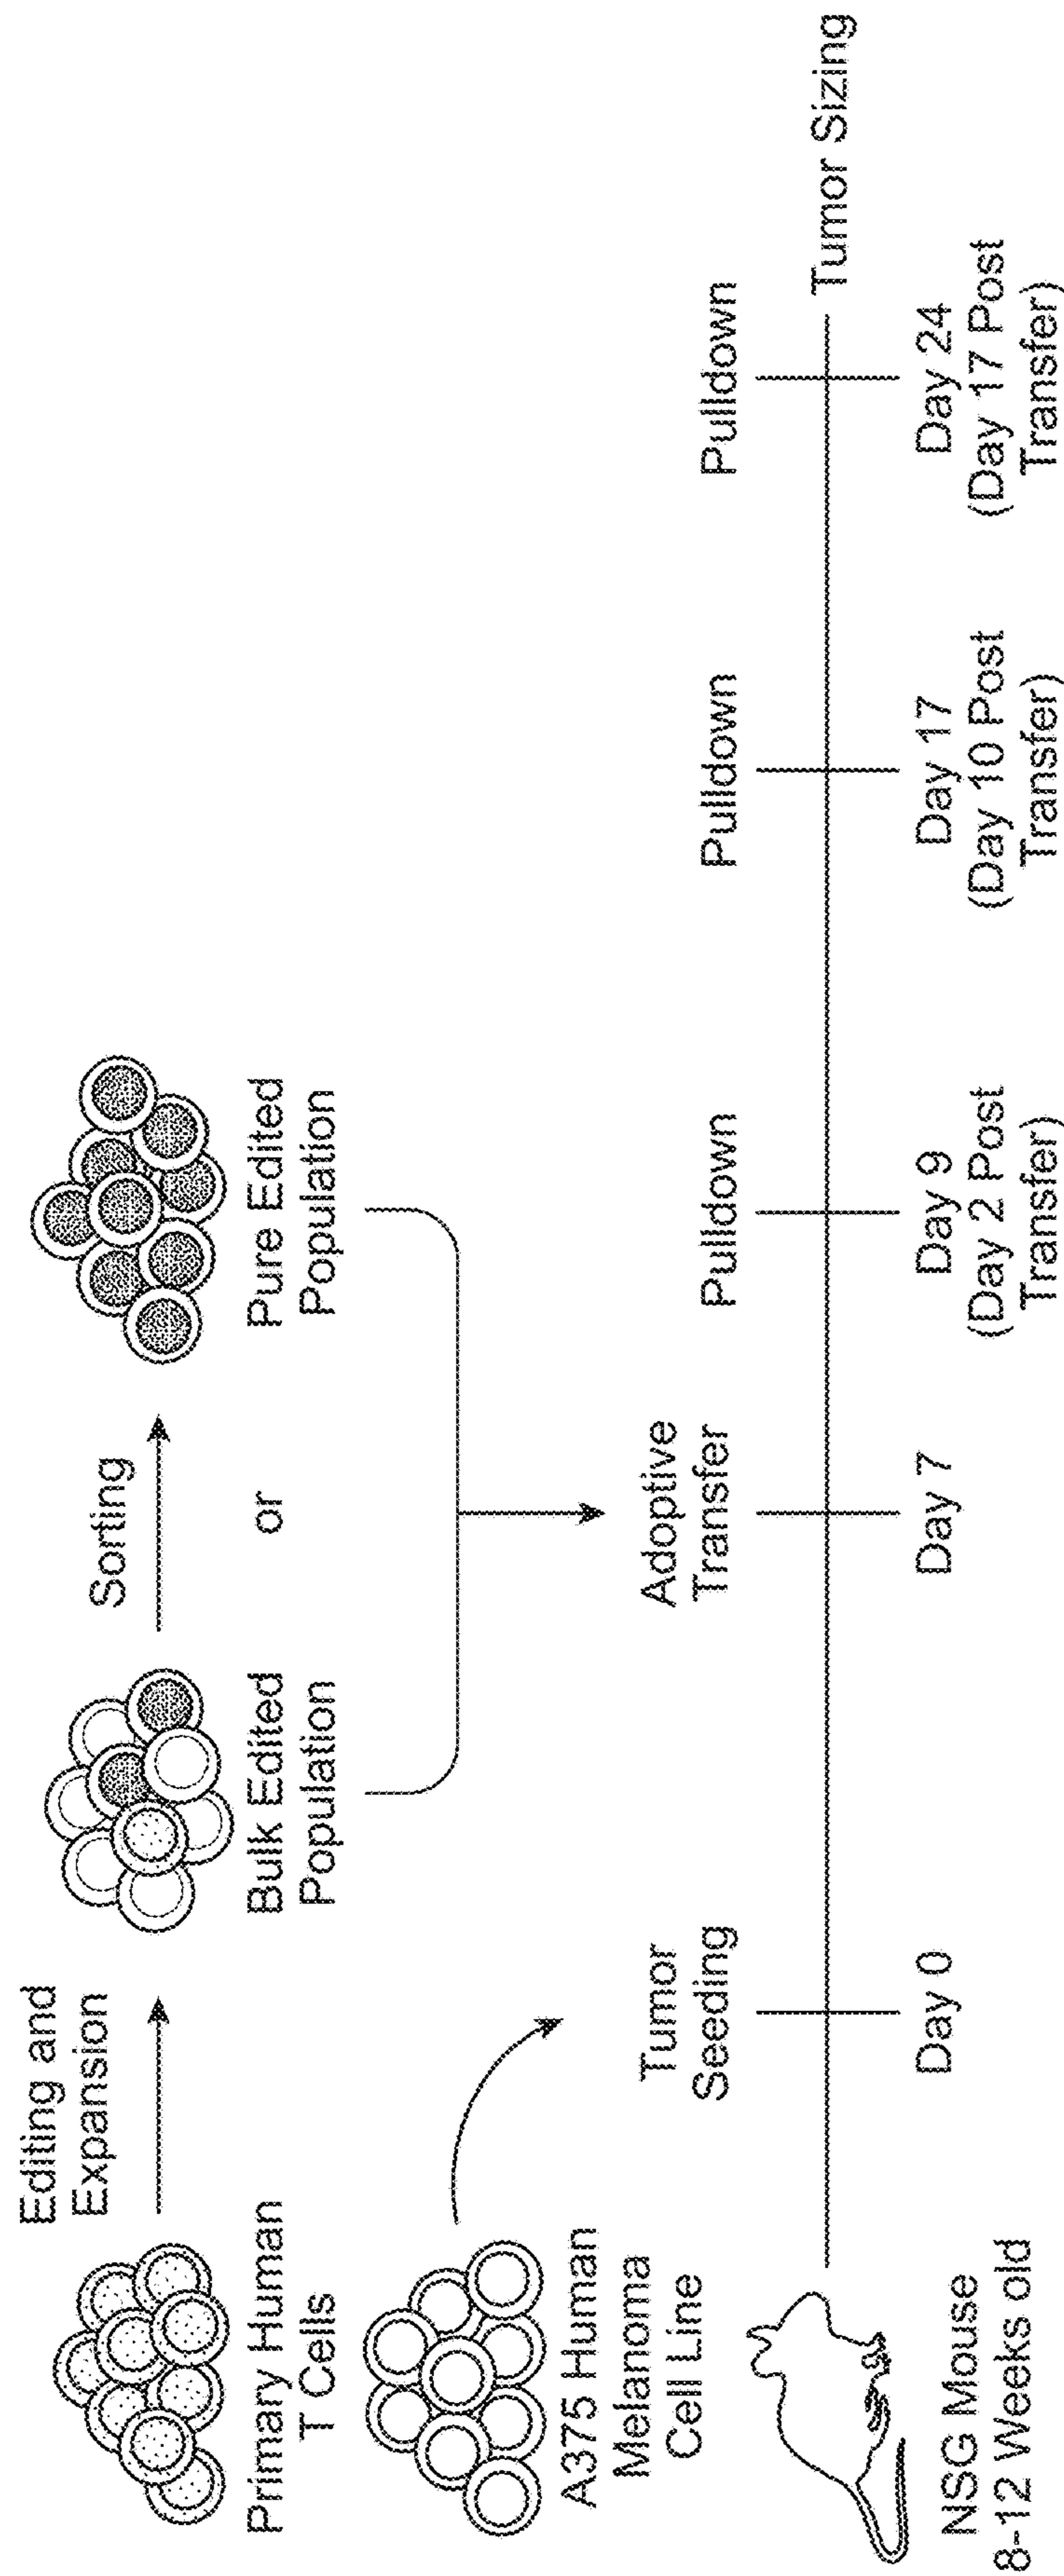 Editing and
Expansion
Sorting
or
Primary Human
T Cells
Bulk Edited
Population
Pure Edited
Population
A375 Human
Melanoma
Cell Line
Tumor
Seeding
Adoptive
Transfer
Pulldown
Pulldown
Pulldown
Tumor Sizing
NSG Mouse
8-12 Weeks old
Day 0
Day 7
Day 9
(Day 2 Post
Transfer)
Day 17
(Day 10 Post
Transfer)
Day 24
(Day 17 Post
Transfer)